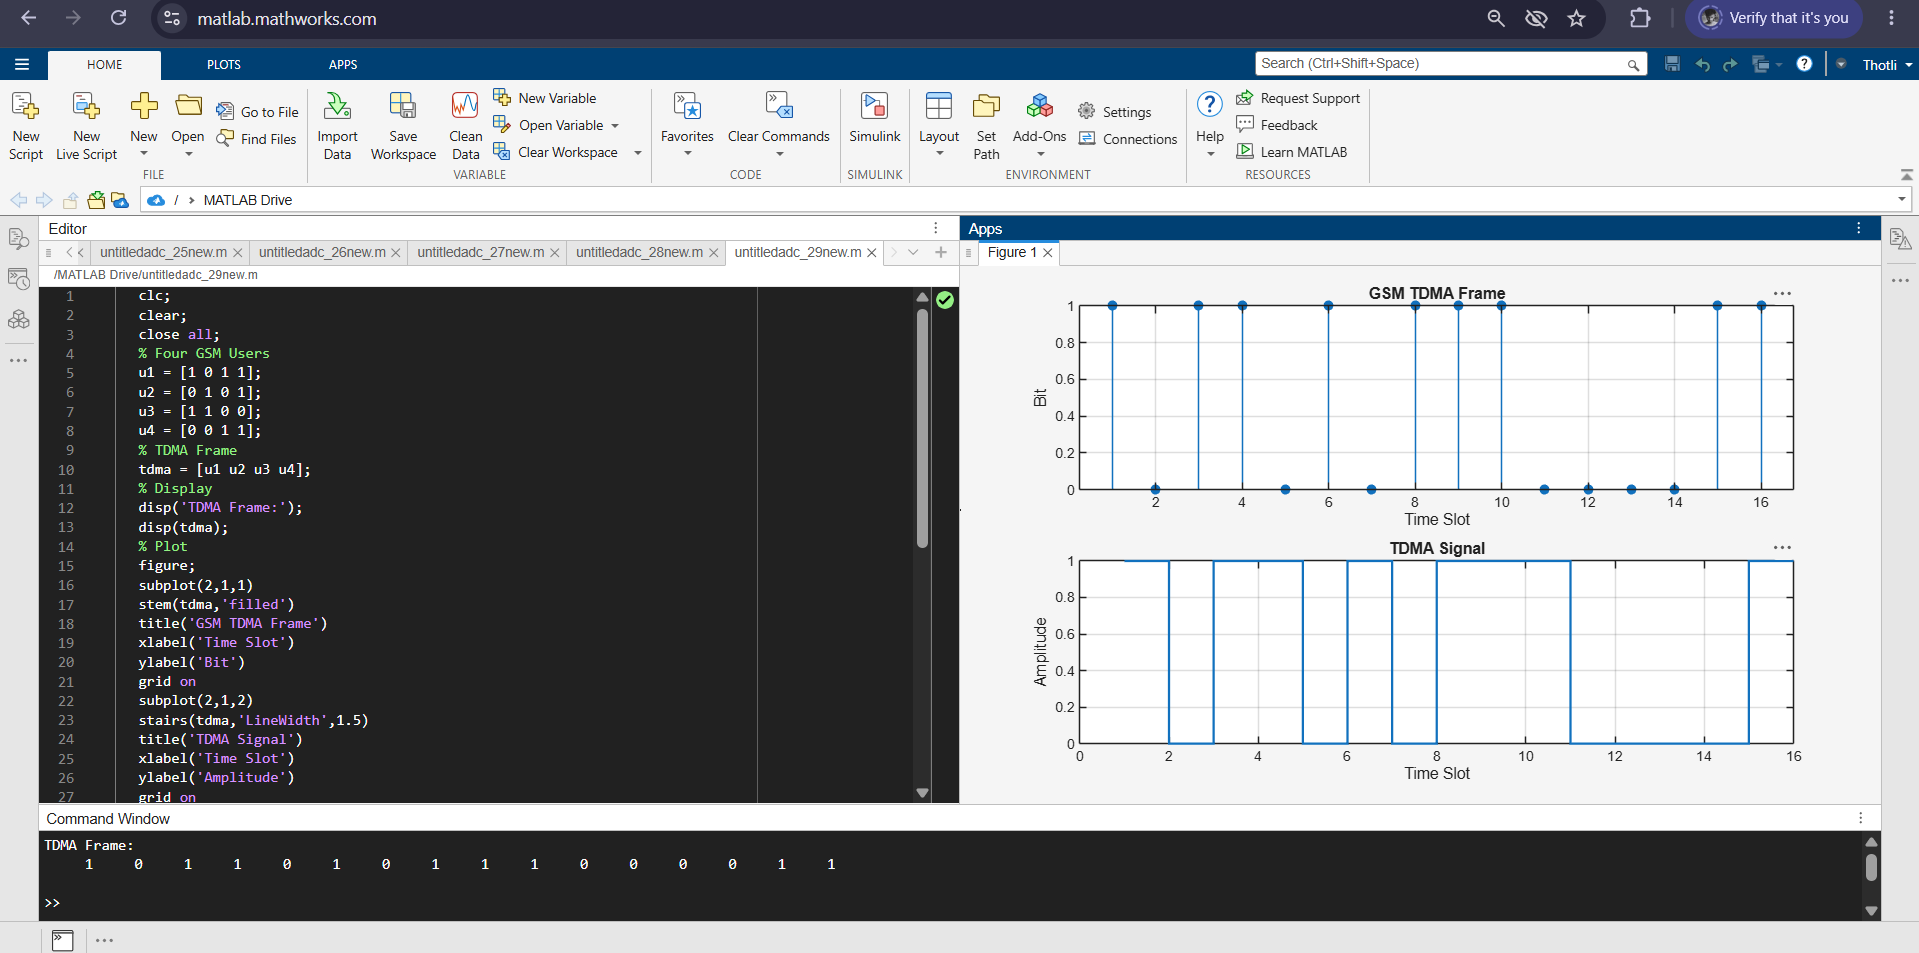 matlab.mathworks.com
Verify that it's you
HOME PLOTS APPS
Search (Ctrl+Shift+Space)
Thotli
New Script
New Live Script
New
Open
Go to File
Find Files
FILE
Import Data
Save Workspace
Clean Data
New Variable
Open Variable
Clear Workspace
VARIABLE
Favorites
Clear Commands
CODE
Simulink
SIMULINK
Layout
Set Path
Add-Ons
Settings
Connections
ENVIRONMENT
Help
Request Support
Feedback
Learn MATLAB
RESOURCES
/ > MATLAB Drive
Editor
untitledadc_25new.m untitledadc_26new.m untitledadc_27new.m untitledadc_28new.m untitledadc_29new.m
/MATLAB Drive/untitledadc_29new.m
1 clc;
2 clear;
3 close all;
4 % Four GSM Users
5 u1 = [1 0 1 1];
6 u2 = [0 1 0 1];
7 u3 = [1 1 0 0];
8 u4 = [0 0 1 1];
9 % TDMA Frame
10 tdma = [u1 u2 u3 u4];
11 % Display
12 disp('TDMA Frame:');
13 disp(tdma);
14 % Plot
15 figure;
16 subplot(2,1,1)
17 stem(tdma,'filled')
18 title('GSM TDMA Frame')
19 xlabel('Time Slot')
20 ylabel('Bit')
21 grid on
22 subplot(2,1,2)
23 stairs(tdma,'LineWidth',1.5)
24 title('TDMA Signal')
25 xlabel('Time Slot')
26 ylabel('Amplitude')
27 grid on
Apps
Figure 1
GSM TDMA Frame
1
0.8
0.6
0.4
0.2
0
Bit
2 4 6 8 10 12 14 16
Time Slot
TDMA Signal
1
0.8
0.6
0.4
0.2
0
Amplitude
0 2 4 6 8 10 12 14 16
Time Slot
Command Window
TDMA Frame:
1 0 1 1 0 1 0 1 1 1 0 0 0 0 1 1
>>